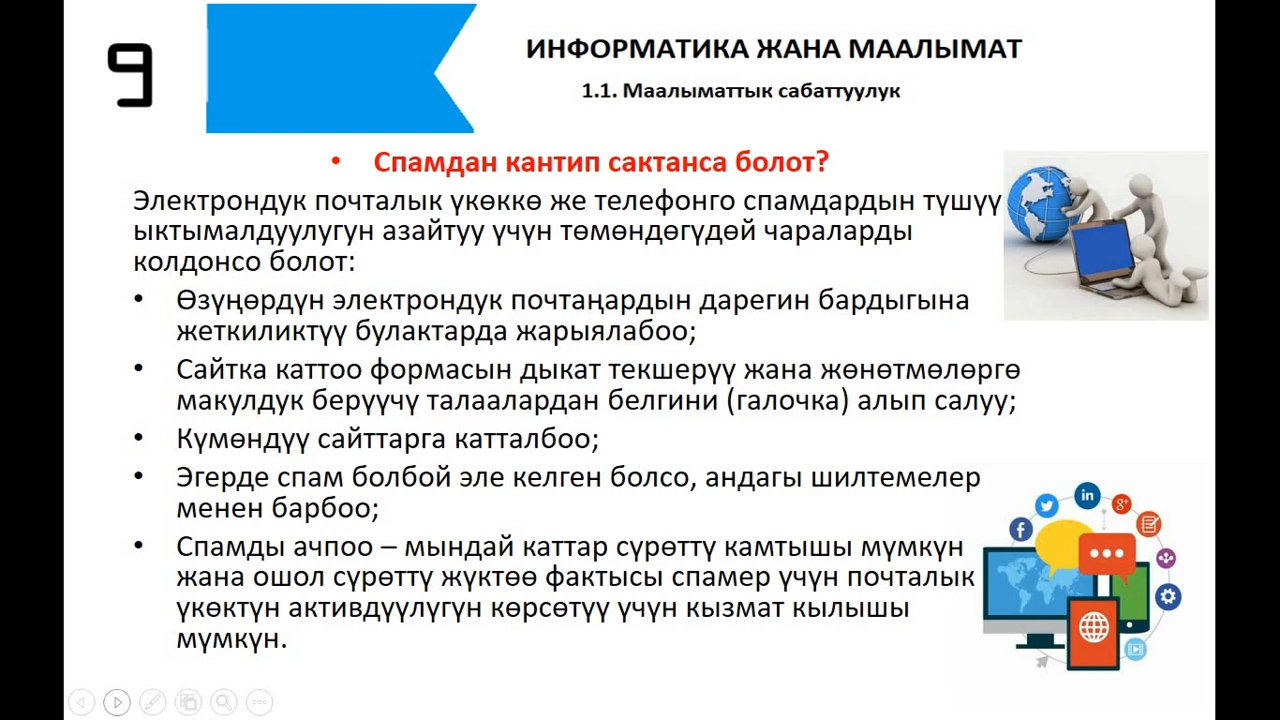 9
ИНФОРМАТИКА ЖАНА МААЛЫМАТ
1.1. Маалыматтык сабаттуулук
• Спамдан кантип сактанса болот?
Электрондук почталык үкөккө же телефонго спамдардын түшүү
ыктымалдуулугун азайтуу үчүн төмөндөгүдөй чараларды
колдонсо болот:
• Өзүңөрдүн электрондук почтаңардын дарегин бардыгына
жеткиликтүү булактарда жарыялабоо;
• Сайтка каттоо формасын дыкат текшерүү жана жөнөтмөлөргө
макулдук берүүчү талаалардан белгини (галочка) алып салуу;
• Күмөндүү сайттарга катталбоо;
• Эгерде спам болбой эле келген болсо, андагы шилтемелер
менен барбоо;
• Спамды ачпоо – мындай каттар сүрөттү камтышы мүмкүн
жана ошол сүрөттү жүктөө фактысы спамер үчүн почталык
үкөктүн активдүүлүгүн көрсөтүү үчүн кызмат кылышы
мүмкүн.
in
g+
f